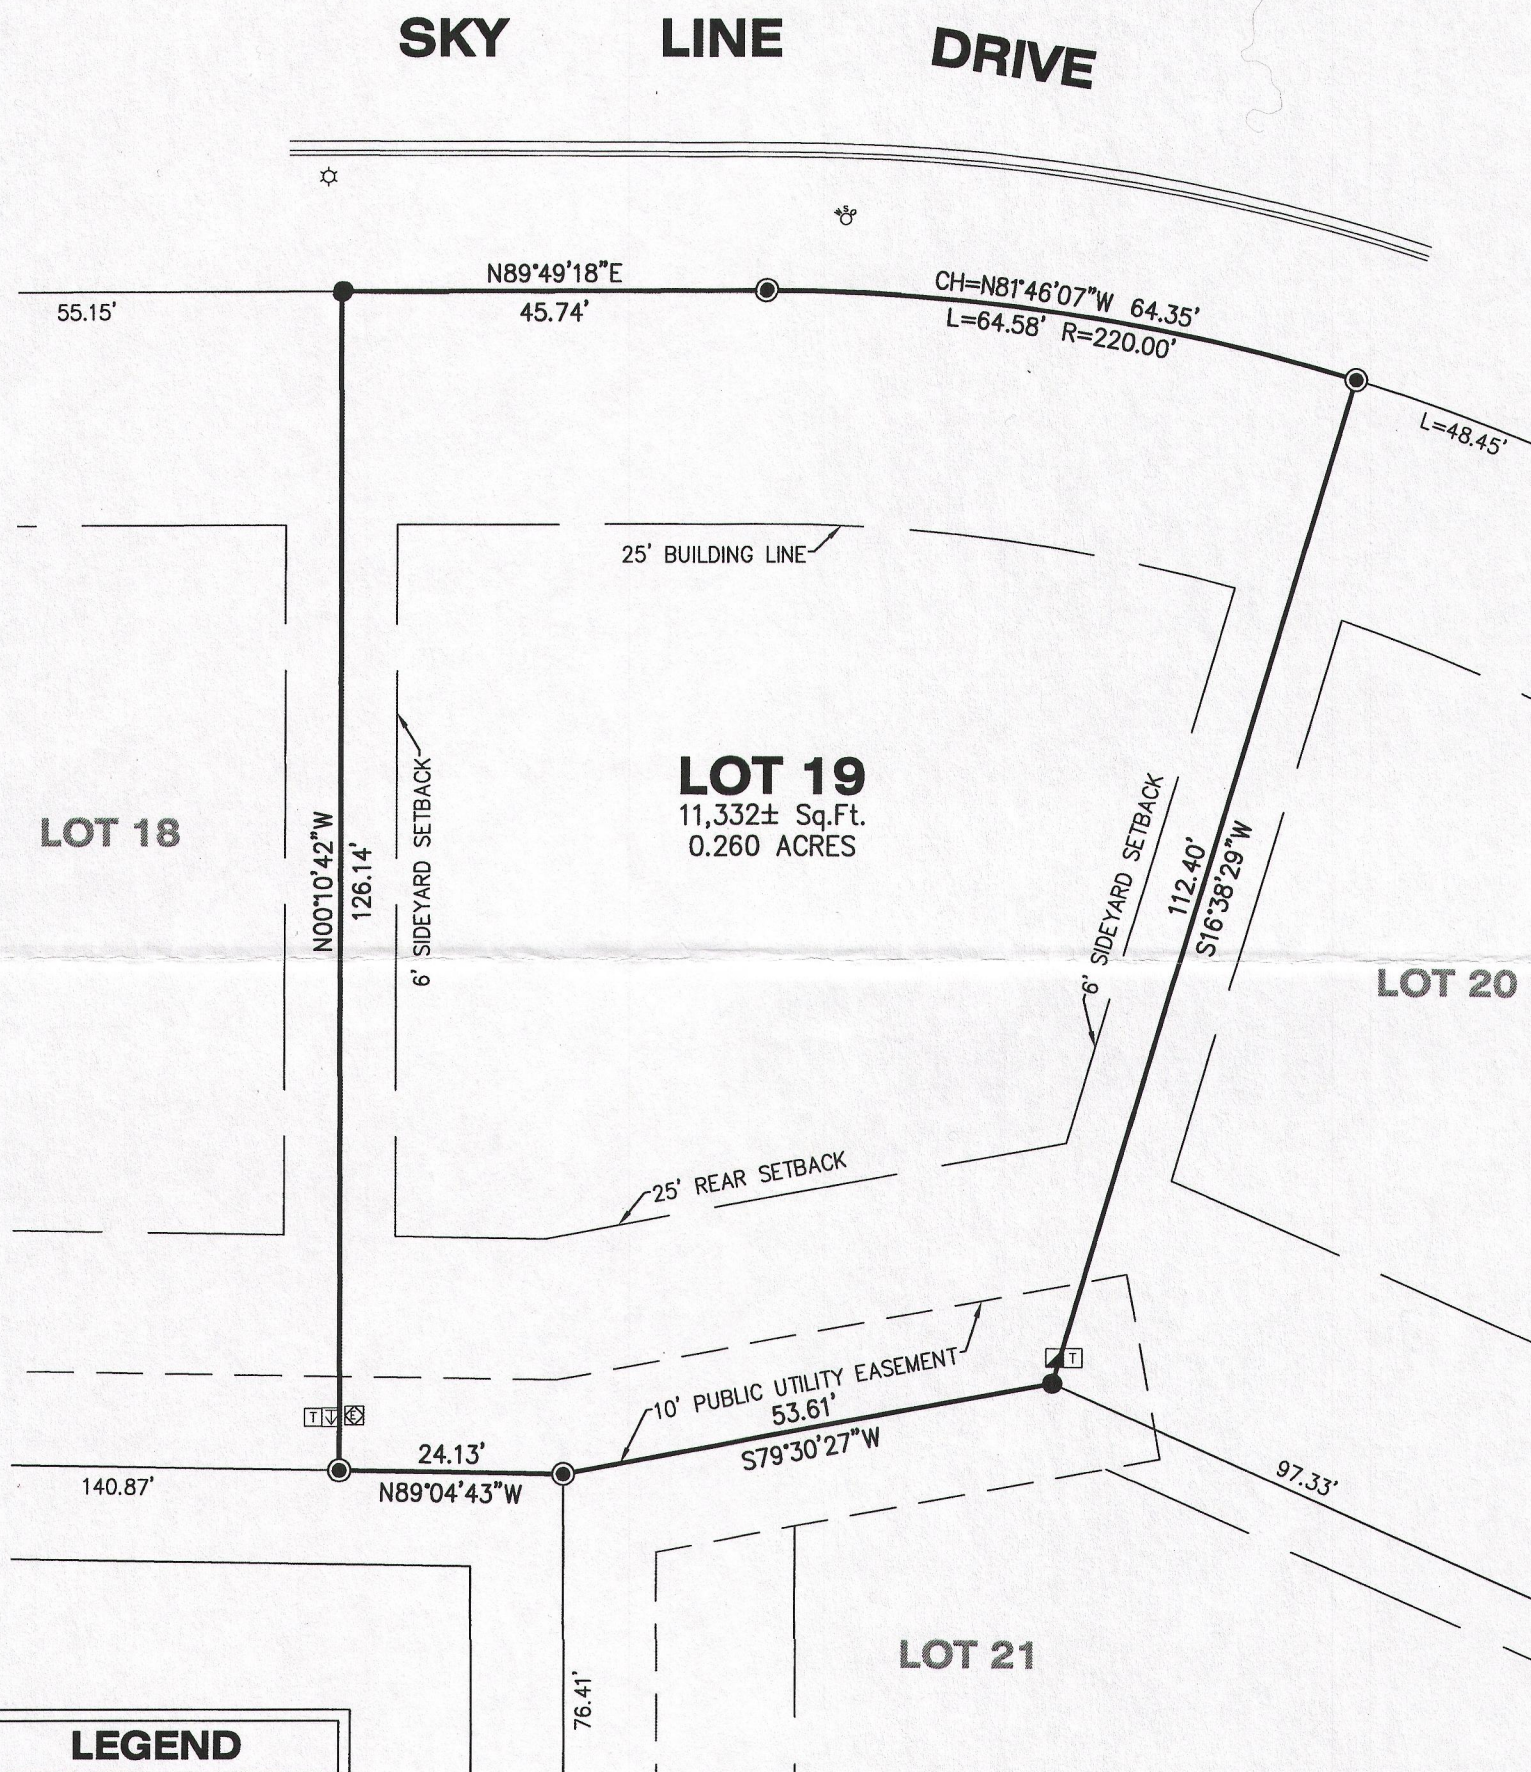 SKY LINE DRIVE
N89°49'18"E
45.74'
55.15'
CH=N81°46'07"W 64.35'
L=64.58' R=220.00'
L=48.45'
25' BUILDING LINE
LOT 19
11,332± Sq.Ft.
0.260 ACRES
LOT 18
N00°10'42"W
126.14'
6' SIDEYARD SETBACK
6' SIDEYARD SETBACK
112.40'
S16°38'29"W
LOT 20
25' REAR SETBACK
10' PUBLIC UTILITY EASEMENT
53.61'
S79°30'27"W
T
T
E
24.13'
N89°04'43"W
140.87'
97.33'
76.41'
LOT 21
LEGEND